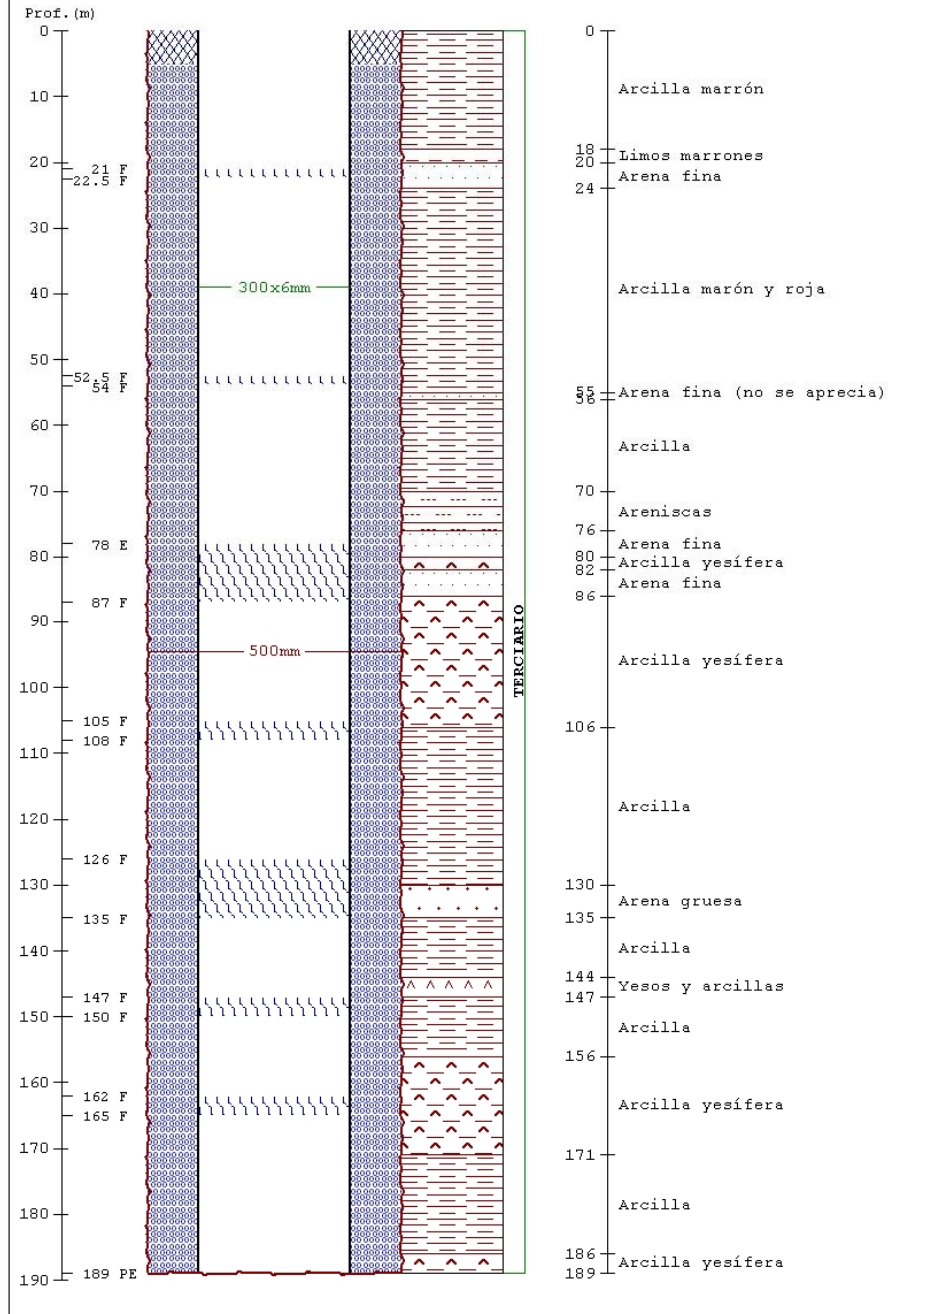 Prof.(m)
0 0
10 Arcilla marrón
18
20 Limos marrones
20
21 F Arena fina
22.5 F
24
30
300x6mm
40 Arcilla marón y roja
50
52.5 F
54 F
55 Arena fina (no se aprecia)
56
60
Arcilla
70 70
Areniscas
76
78 E Arena fina
80 80
Arcilla yesífera
82
Arena fina
87 F 86
90
500mm
Arcilla yesífera
TERCIARIO
100
105 F 106
108 F
110
Arcilla
120
126 F
130 130
Arena gruesa
135 F 135
140 Arcilla
144
Yesos y arcillas
147 F 147
150 F
150
Arcilla
156
160
162 F
165 F Arcilla yesífera
170
171
180
Arcilla
186
Arcilla yesífera
189 PE 189
190